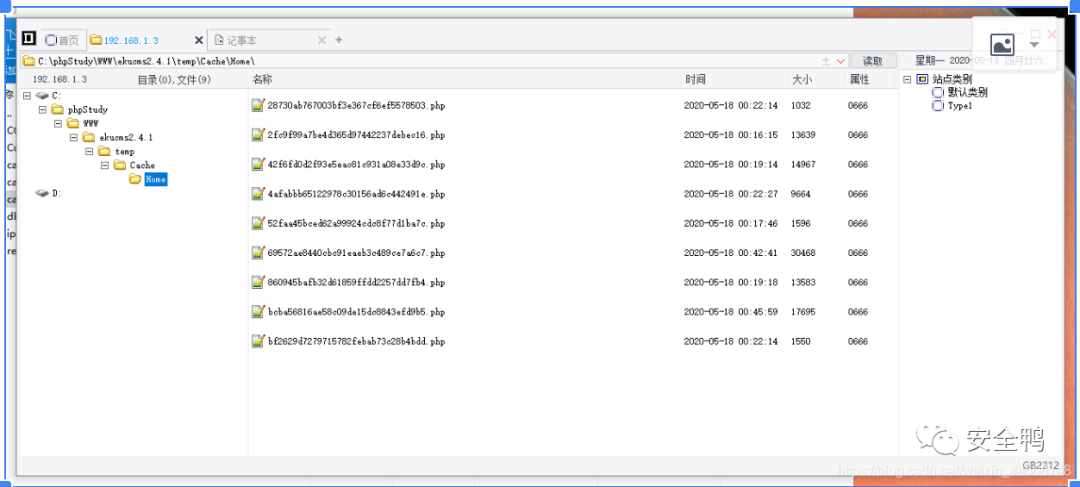 首页
192.168.1.3
记事本
C:\phpStudy\WWW\ekucms2.4.1\temp\Cache\Home\
读取
星期一 2020-05-18 四月廿六
192.168.1.3
目录(0),文件(9)
名称 时间 大小 属性
C:
phpStudy
WWW
ekucms2.4.1
temp
Cache
Home
D:
28730ab767003bf3e367cf6ef5578503.php 2020-05-18 00:22:14 1032 0666
2fc9f99a7be4d365d97442237debec16.php 2020-05-18 00:16:15 13639 0666
42f6fd0d2f93e5eac81c931a08e33d9c.php 2020-05-18 00:19:14 14967 0666
4afabbb65122978c30156ad6c442491e.php 2020-05-18 00:22:27 9664 0666
52faa45bced62a99924cdc8f77d1ba7c.php 2020-05-18 00:17:46 1596 0666
69572ae8440cbc91eaeb3c489ce7a6c7.php 2020-05-18 00:42:41 30468 0666
860945bafb32d61859ffdd2257dd7fb4.php 2020-05-18 00:19:18 13583 0666
bcba56816ae58c09de15dc8843efd9b5.php 2020-05-18 00:45:59 17695 0666
bf2629d7279715782febab73c28b4bdd.php 2020-05-18 00:22:14 1550 0666
站点类别
默认类别
Type1
安全鸭
GB2312